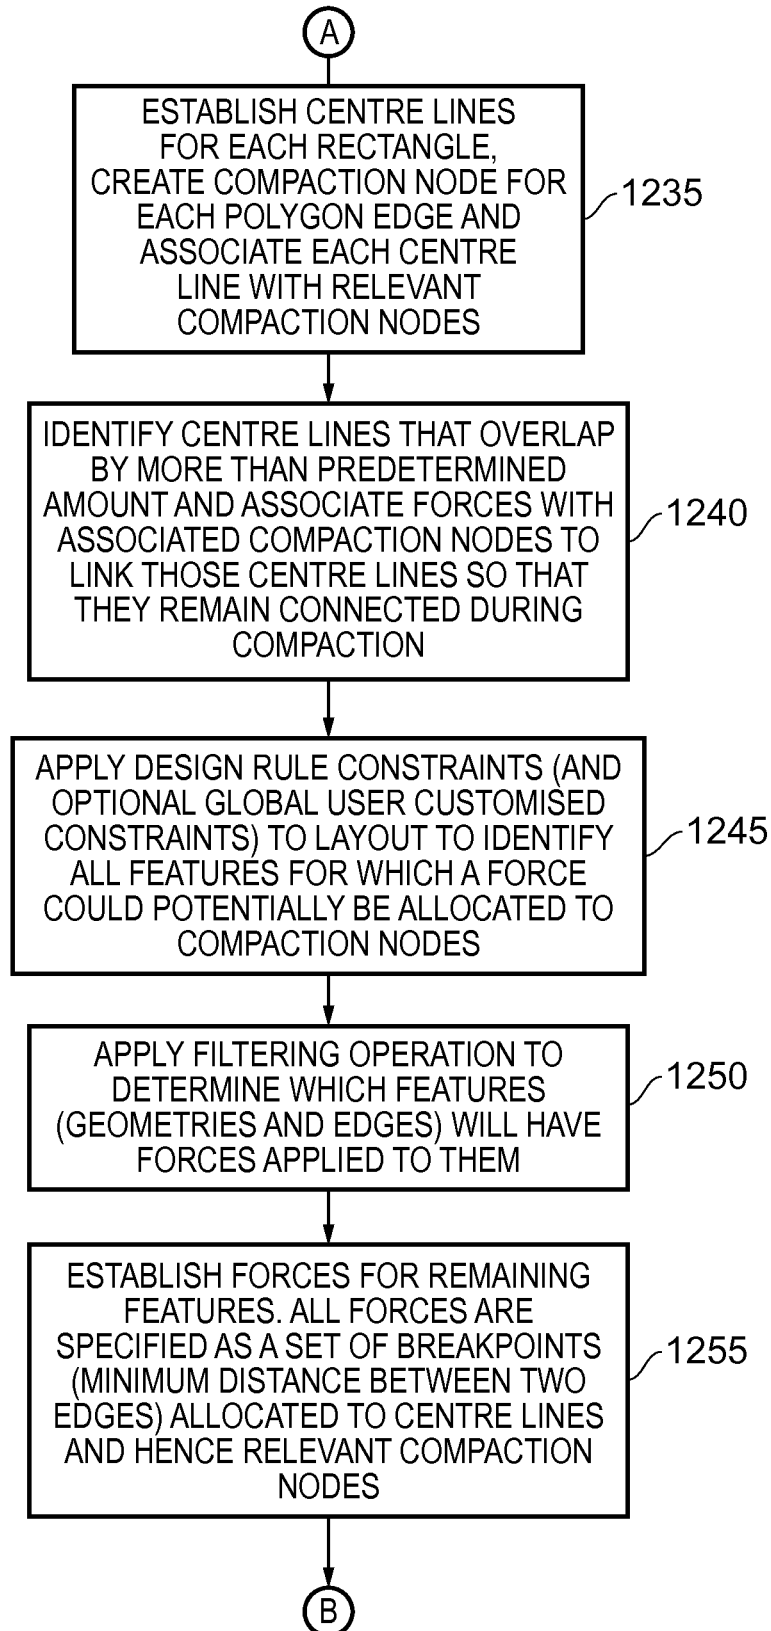 A
ESTABLISH CENTRE LINES
FOR EACH RECTANGLE,
CREATE COMPACTION NODE FOR
EACH POLYGON EDGE AND
ASSOCIATE EACH CENTRE
LINE WITH RELEVANT
COMPACTION NODES
1235
IDENTIFY CENTRE LINES THAT OVERLAP
BY MORE THAN PREDETERMINED
AMOUNT AND ASSOCIATE FORCES WITH
ASSOCIATED COMPACTION NODES TO
LINK THOSE CENTRE LINES SO THAT
THEY REMAIN CONNECTED DURING
COMPACTION
1240
APPLY DESIGN RULE CONSTRAINTS (AND
OPTIONAL GLOBAL USER CUSTOMISED
CONSTRAINTS) TO LAYOUT TO IDENTIFY
ALL FEATURES FOR WHICH A FORCE
COULD POTENTIALLY BE ALLOCATED TO
COMPACTION NODES
1245
APPLY FILTERING OPERATION TO
DETERMINE WHICH FEATURES
(GEOMETRIES AND EDGES) WILL HAVE
FORCES APPLIED TO THEM
1250
ESTABLISH FORCES FOR REMAINING
FEATURES. ALL FORCES ARE
SPECIFIED AS A SET OF BREAKPOINTS
(MINIMUM DISTANCE BETWEEN TWO
EDGES) ALLOCATED TO CENTRE LINES
AND HENCE RELEVANT COMPACTION
NODES
1255
B